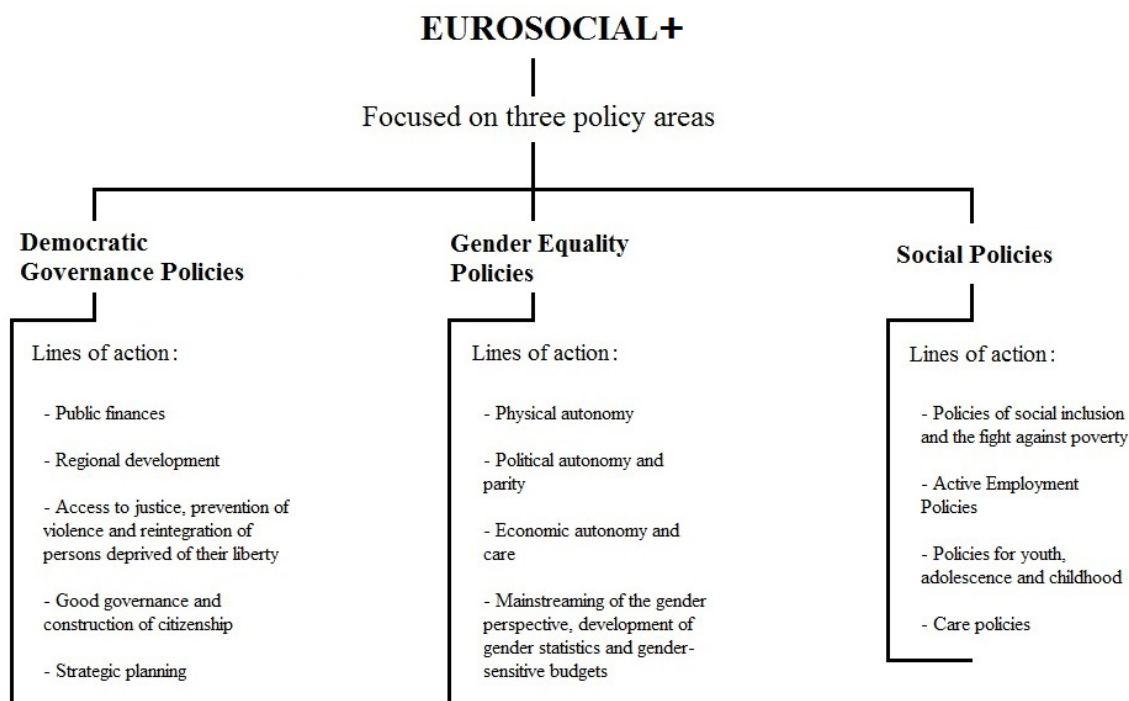 EUROSOCIAL+
Focused on three policy areas
Democratic
Governance Policies
Lines of action:
- Public finances
- Regional development
- Access to justice, prevention of
violence and reintegration of
persons deprived of their liberty
- Good governance and
construction of citizenship
- Strategic planning
Gender Equality
Policies
Lines of action:
- Physical autonomy
- Political autonomy and
parity
- Economic autonomy and
care
- Mainstreaming of the gender
perspective, development of
gender statistics and gender-
sensitive budgets
Social Policies
Lines of action:
- Policies of social inclusion
and the fight against poverty
- Active Employment
Policies
- Policies for youth,
adolescence and childhood
- Care policies